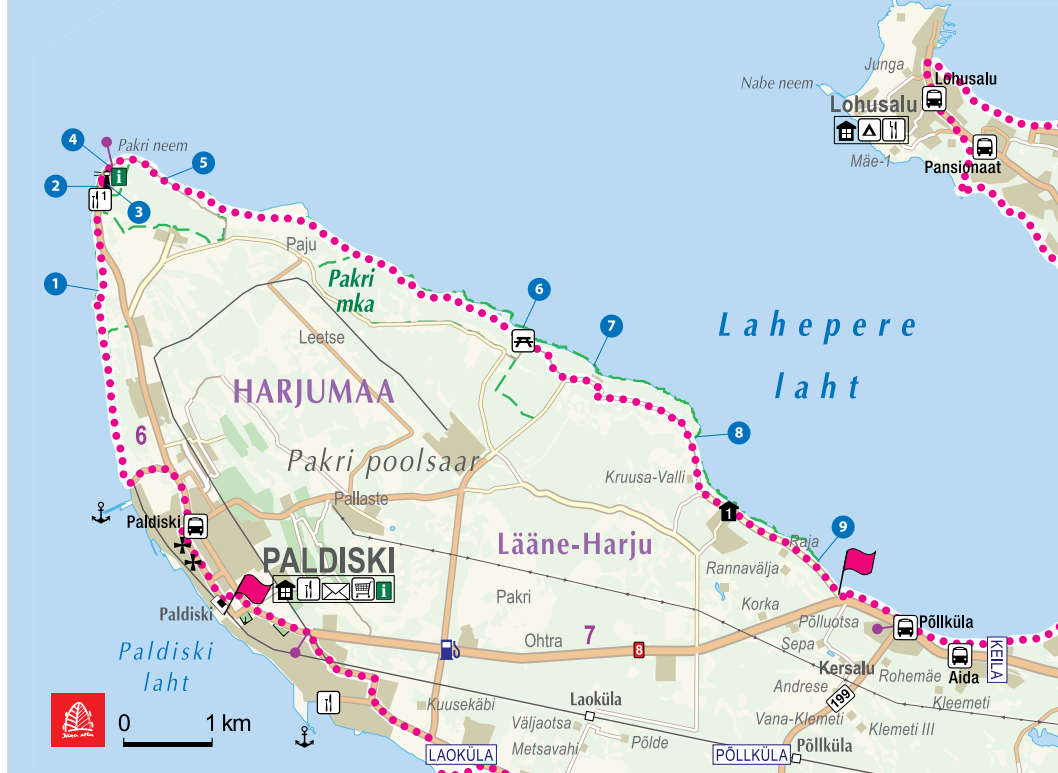 Junga
Nabe neem
Lohusalu
Lohusalu
Mäe-1
Pansionaat
4
Pakri neem
5
i
2
1
3
1
Paju
Pakri
mka
6
7
Lahepere
laht
Leetse
HARJUMAA
8
6
Pakri poolsaar
Kruusa-Valli
Pallaste
1
Paldiski
9
Lääne-Harju
Raja
PALDISKI
i
Rannavälja
Pakri
Korka
Paldiski
Põlluotsa
Põllküla
Ohtra
7
8
Sepa
KEILA
Paldiski
laht
Kersalu
Rohemäe
Aida
Andrese
199
Kleemeti
Kuusekäbi
Laoküla
Väljaotsa
Vana-Klemeti
Klemeti III
0 1 km
Metsavahi
Põlde
Põllküla
LAOKÜLA
PÕLLKÜLA